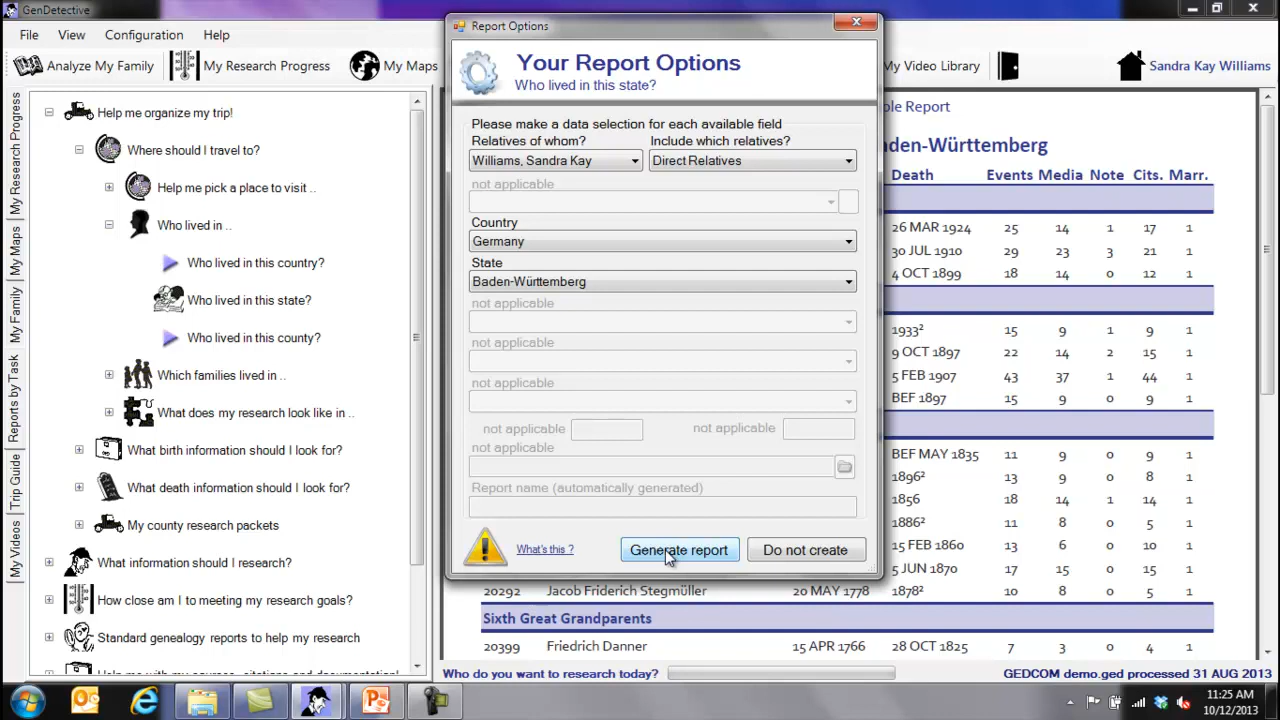 GenDetective
File View Configuration Help
Analyze My Family My Research Progress My Maps My Video Library Sandra Kay Williams
My Research Progress
My Maps
My Family
Reports by Task
Trip Guide
My Videos
Help me organize my trip!
Where should I travel to?
Help me pick a place to visit ..
Who lived in ..
Who lived in this country?
Who lived in this state?
Who lived in this county?
Which families lived in ..
What does my research look like in ..
What birth information should I look for?
What death information should I look for?
My county research packets
What information should I research?
How close am I to meeting my research goals?
Standard genealogy reports to help my research
Help me with my sources, citations and documentation!
Report Options
Your Report Options
Who lived in this state?
Please make a data selection for each available field
Relatives of whom? Include which relatives?
Williams, Sandra Kay Direct Relatives
not applicable
Country
Germany
State
Baden-Württemberg
not applicable
not applicable
not applicable
not applicable not applicable
not applicable
Report name (automatically generated)
What's this ? Generate report Do not create
ple Report
aden-Württemberg
Death Events Media Note Cits. Marr.
26 MAR 1924 25 14 1 17 1
30 JUL 1910 29 23 3 21 1
4 OCT 1899 18 14 0 12 1
1933² 15 9 1 9 1
9 OCT 1897 22 14 2 15 1
5 FEB 1907 43 37 1 44 1
BEF 1897 15 9 0 9 1
BEF MAY 1835 11 9 0 9 1
1896² 13 9 0 8 1
1856 18 14 1 14 1
1886² 11 8 0 5 1
15 FEB 1860 13 6 0 10 1
5 JUN 1870 17 15 0 15 1
20292 Jacob Friderich Stegmüller 20 MAY 1778 1878² 10 8 0 5 1
Sixth Great Grandparents
20399 Friedrich Danner 15 APR 1766 28 OCT 1825 7 3 0 4 1
Who do you want to research today? GEDCOM demo.ged processed 31 AUG 2013
11:25 AM
10/12/2013